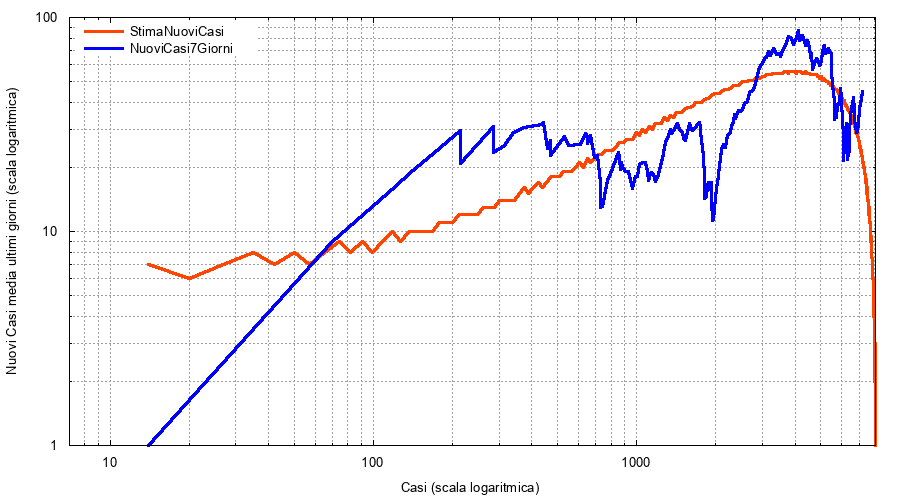 100
StimaNuoviCasi
NuoviCasi7Giorni
Nuovi Casi media ultimi giorni (scala logaritmica)
10
1
10
100
1000
Casi (scala logaritmica)